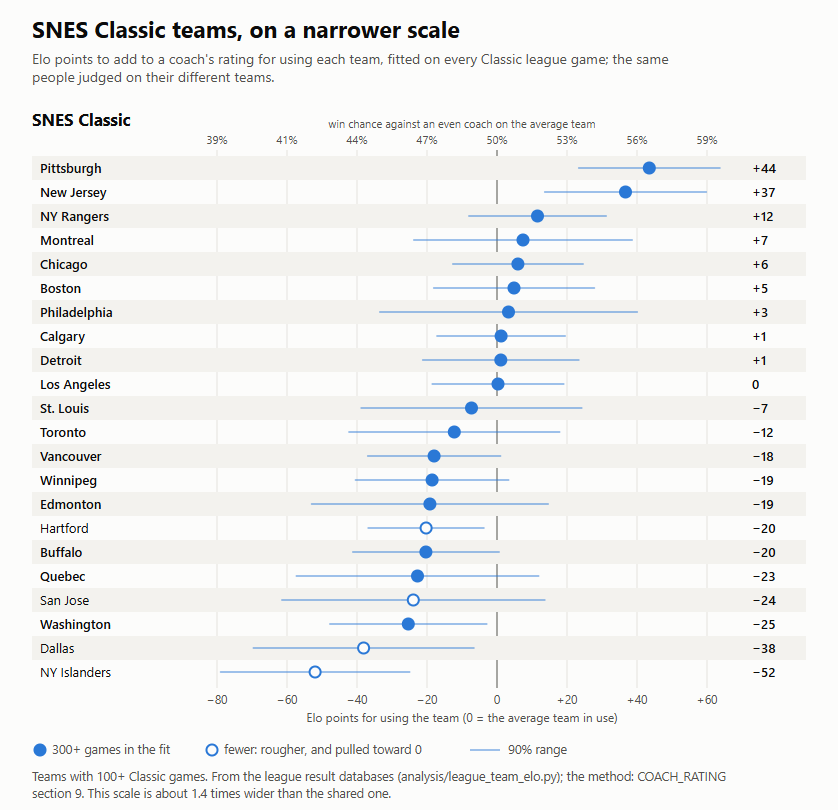 SNES Classic teams, on a narrower scale
Elo points to add to a coach's rating for using each team, fitted on every Classic league game; the same
people judged on their different teams.
SNES Classic
win chance against an even coach on the average team
39% 41% 44% 47% 50% 53% 56% 59%
Pittsburgh +44
New Jersey +37
NY Rangers +12
Montreal +7
Chicago +6
Boston +5
Philadelphia +3
Calgary +1
Detroit +1
Los Angeles 0
St. Louis −7
Toronto −12
Vancouver −18
Winnipeg −19
Edmonton −19
Hartford −20
Buffalo −20
Quebec −23
San Jose −24
Washington −25
Dallas −38
NY Islanders −52
−80 −60 −40 −20 0 +20 +40 +60
Elo points for using the team (0 = the average team in use)
300+ games in the fit fewer: rougher, and pulled toward 0 90% range
Teams with 100+ Classic games. From the league result databases (analysis/league_team_elo.py); the method: COACH_RATING
section 9. This scale is about 1.4 times wider than the shared one.